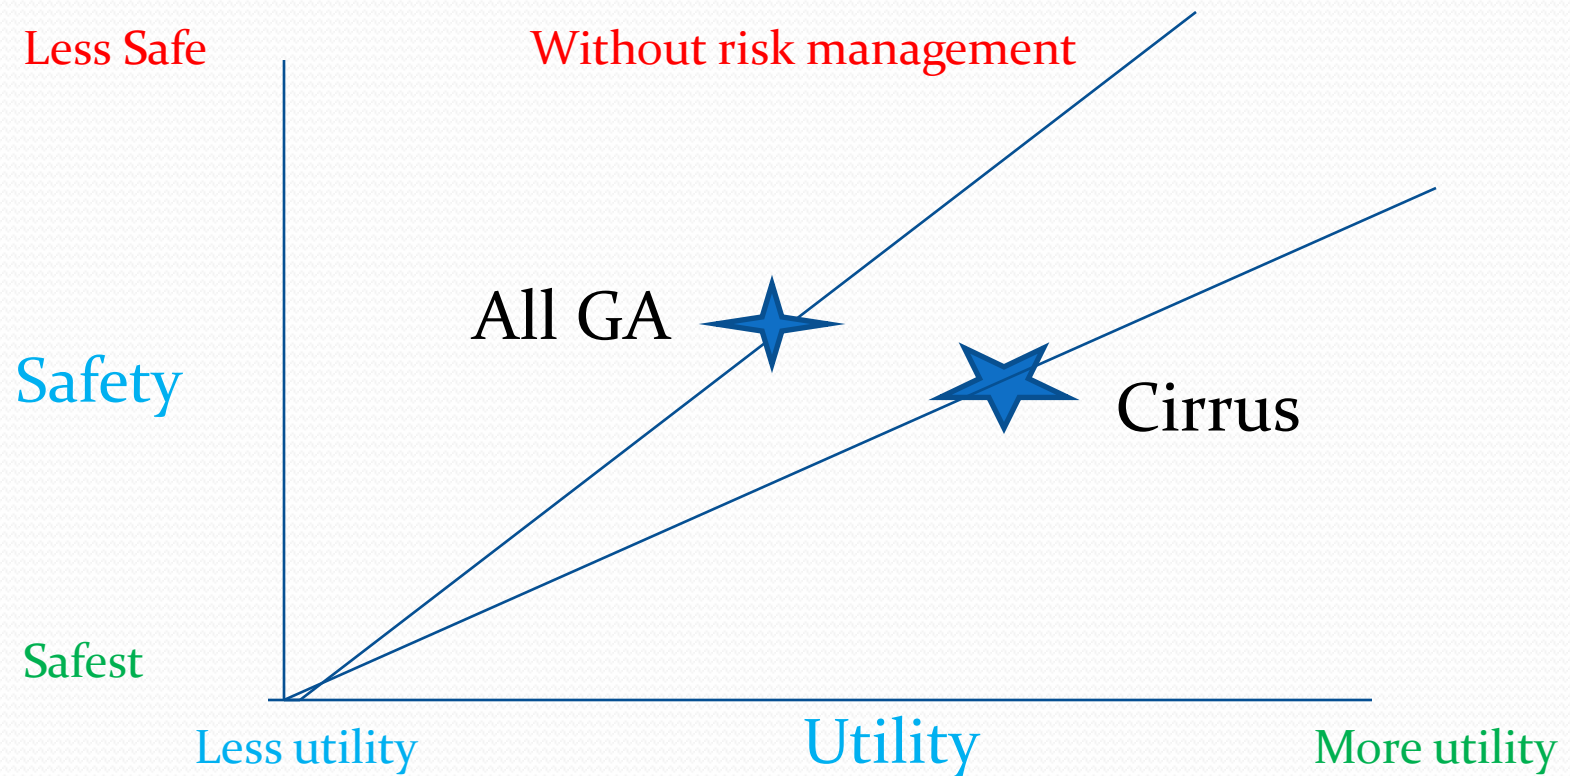 Less Safe
Without risk management
All GA
Safety
Cirrus
Safest
Less utility
Utility
More utility